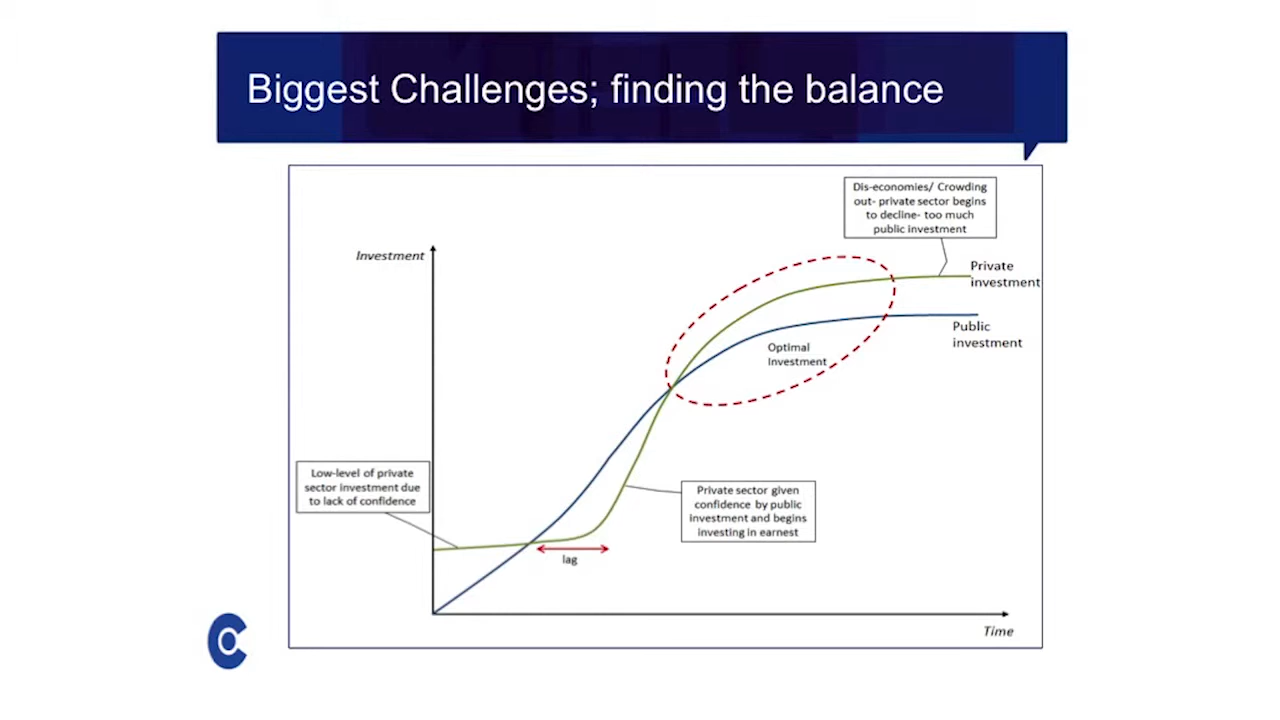 Biggest Challenges; finding the balance
Dis-economies/ Crowding
out- private sector begins
to decline- too much
public investment
Investment
Private
investment
Public
investment
Optimal
Investment
Low-level of private
sector investment due
to lack of confidence
Private sector given
confidence by public
investment and begins
investing in earnest
lag
Time